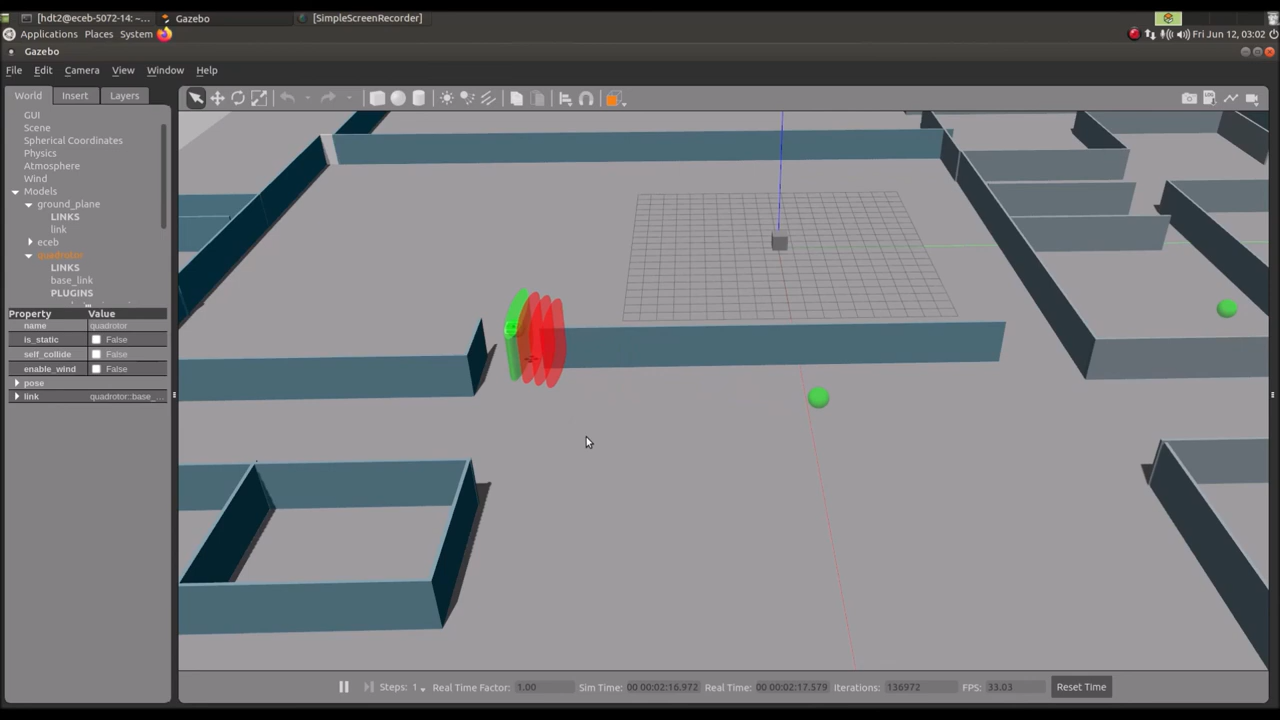 [hdt2@eceb-5072-14: ~... Gazebo [SimpleScreenRecorder]
Applications Places System Fri Jun 12, 03:02
Gazebo
File Edit Camera View Window Help
World Insert Layers
GUI
Scene
Spherical Coordinates
Physics
Atmosphere
Wind
Models
ground_plane
LINKS
link
eceb
quadrotor
LINKS
base_link
PLUGINS
Property Value
name quadrotor
is_static False
self_collide False
enable_wind False
pose
link quadrotor::base_...
Steps: 1 Real Time Factor: 1.00 Sim Time: 00 00:02:16.972 Real Time: 00 00:02:17.579 Iterations: 136972 FPS: 33.03 Reset Time